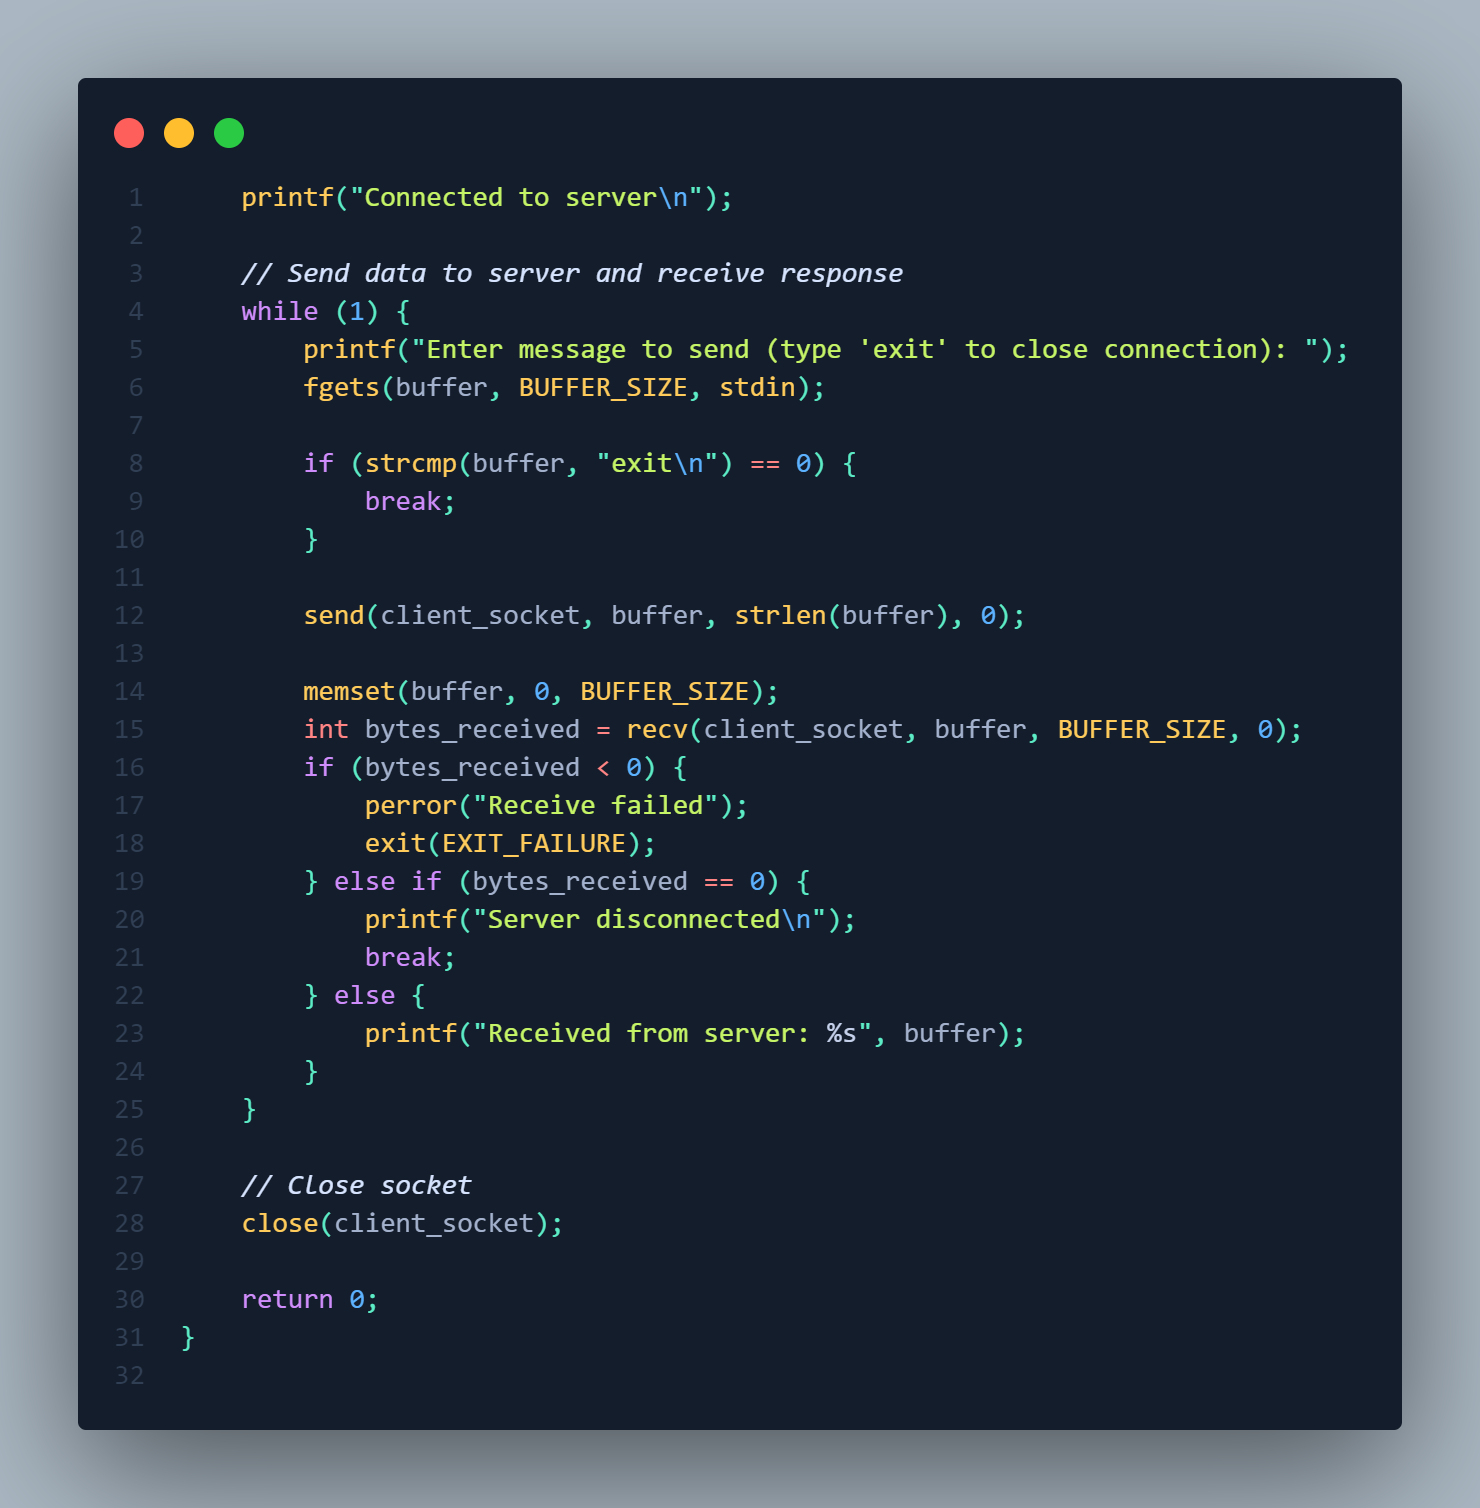 1     printf("Connected to server\n");
2
3     // Send data to server and receive response
4     while (1) {
5         printf("Enter message to send (type 'exit' to close connection): ");
6         fgets(buffer, BUFFER_SIZE, stdin);
7
8         if (strcmp(buffer, "exit\n") == 0) {
9             break;
10         }
11
12         send(client_socket, buffer, strlen(buffer), 0);
13
14         memset(buffer, 0, BUFFER_SIZE);
15         int bytes_received = recv(client_socket, buffer, BUFFER_SIZE, 0);
16         if (bytes_received < 0) {
17             perror("Receive failed");
18             exit(EXIT_FAILURE);
19         } else if (bytes_received == 0) {
20             printf("Server disconnected\n");
21             break;
22         } else {
23             printf("Received from server: %s", buffer);
24         }
25     }
26
27     // Close socket
28     close(client_socket);
29
30     return 0;
31 }
32